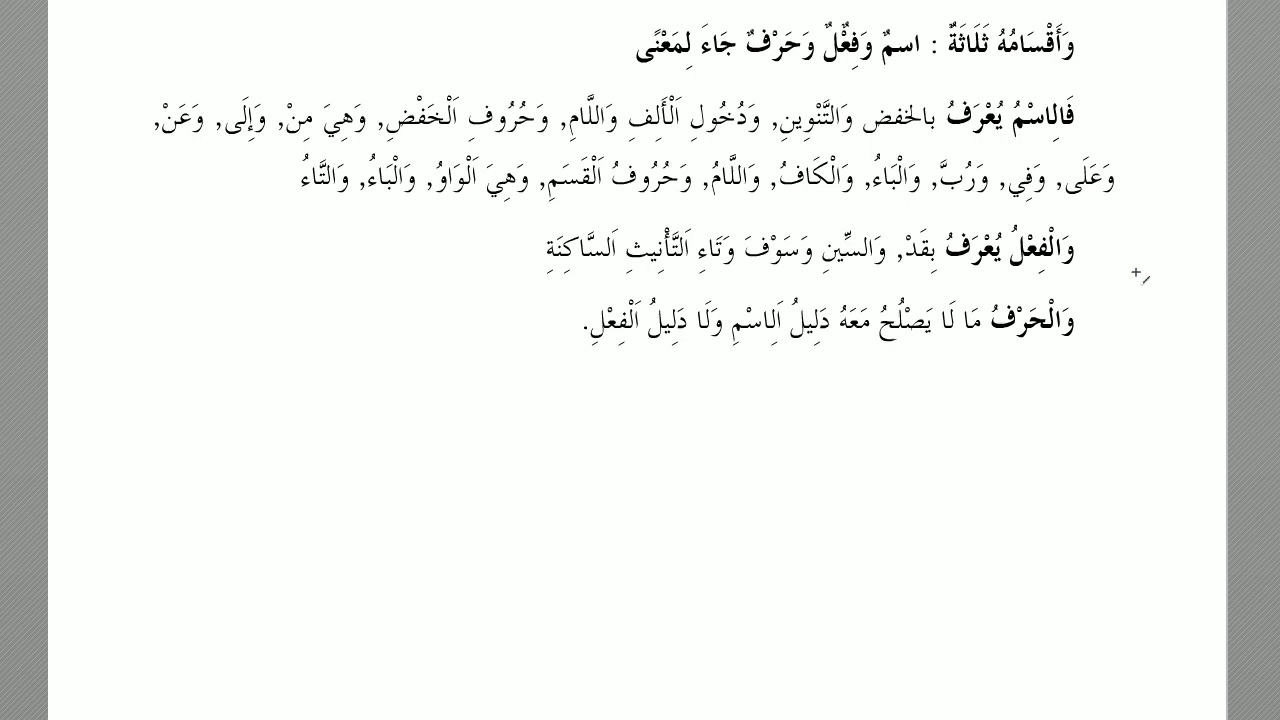 وَأَقْسَامُهُ ثَلَاثَةٌ : اسمٌ وَفِعْلٌ وَحَرْفٌ جَاءَ لِمَعْنًى
فَالِاسْمُ يُعْرَفُ بالخفض وَالتَّنْوِينِ, وَدُخُولِ اَلْأَلِفِ وَاللَّامِ, وَحُرُوفِ اَلْخَفْضِ, وَهِيَ مِنْ, وَإِلَى, وَعَنْ,
وَعَلَى, وَفِي, وَرُبَّ, وَالْبَاءُ, وَالْكَافُ, وَاللَّامُ, وَحُرُوفُ اَلْقَسَمِ, وَهِيَ اَلْوَاوُ, وَالْبَاءُ, وَالتَّاءُ
وَالْفِعْلُ يُعْرَفُ بِقَدْ, وَالسِّينِ وَسَوْفَ وَتَاءِ اَلتَّأْنِيثِ اَلسَّاكِنَةِ
وَالْحَرْفُ مَا لَا يَصْلُحُ مَعَهُ دَلِيلُ اَلِاسْمِ وَلَا دَلِيلُ اَلْفِعْلِ.